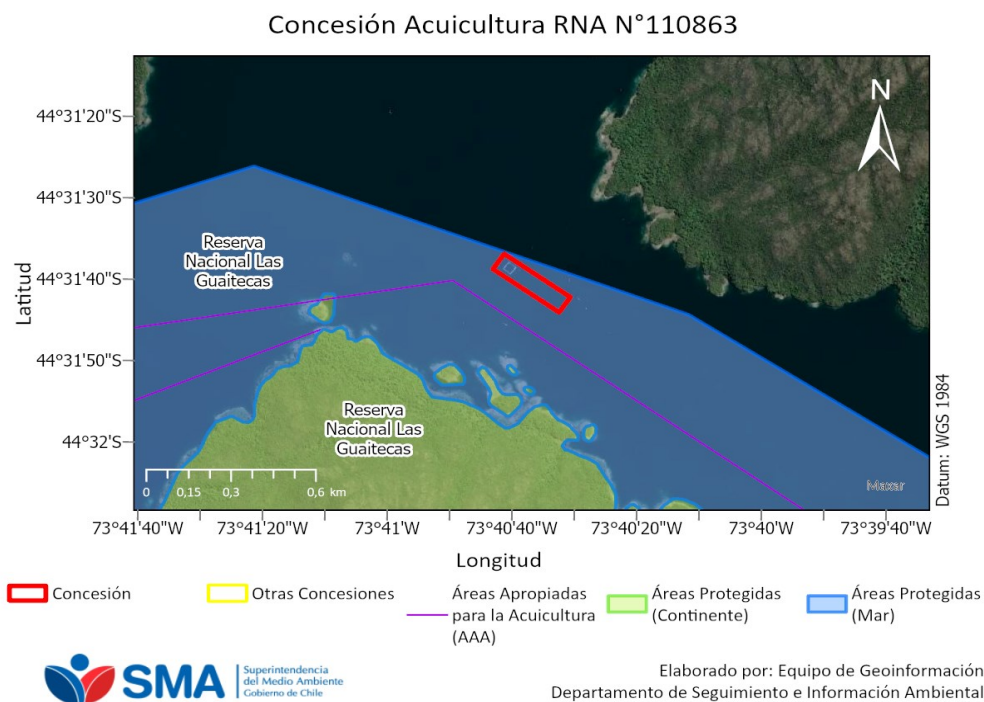 Concesión Acuicultura RNA N°110863
N
44°31'20"S
44°31'30"S
44°31'40"S
44°31'50"S
44°32'S
Latitud
Reserva
Nacional Las
Guaitecas
Reserva
Nacional Las
Guaitecas
0 0,15 0,3 0,6 km
Maxar
Datum: WGS 1984
73°41'40"W 73°41'20"W 73°41'W 73°40'40"W 73°40'20"W 73°40'W 73°39'40"W
Longitud
Concesión
Otras Concesiones
Áreas Apropiadas
para la Acuicultura
(AAA)
Áreas Protegidas
(Continente)
Áreas Protegidas
(Mar)
SMA
Superintendencia
del Medio Ambiente
Gobierno de Chile
Elaborado por: Equipo de Geoinformación
Departamento de Seguimiento e Información Ambiental